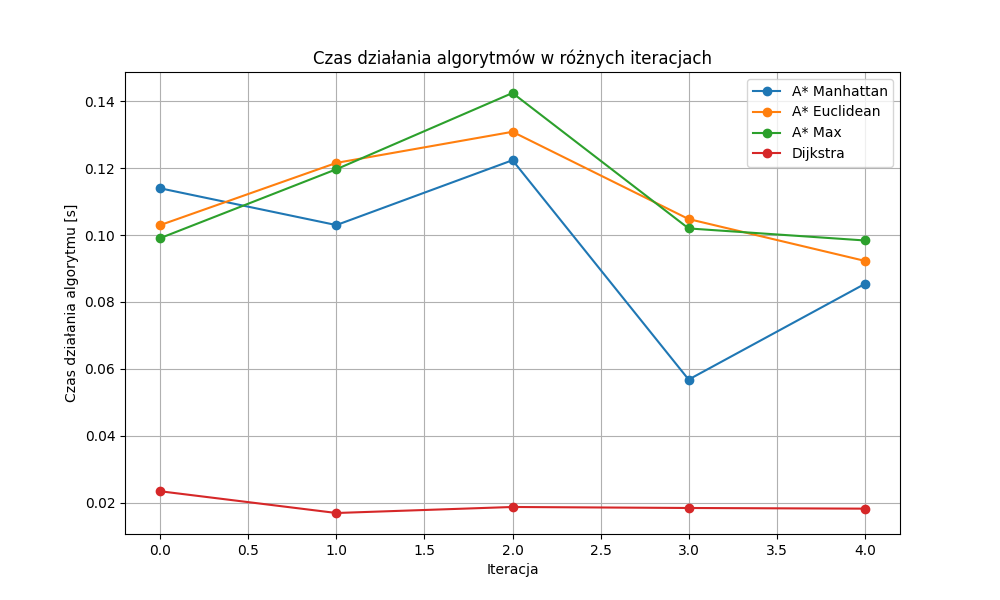 Czas działania algorytmów w różnych iteracjach
A* Manhattan
A* Euclidean
A* Max
Dijkstra
Czas działania algorytmu [s]
0.14
0.12
0.10
0.08
0.06
0.04
0.02
0.0 0.5 1.0 1.5 2.0 2.5 3.0 3.5 4.0
Iteracja